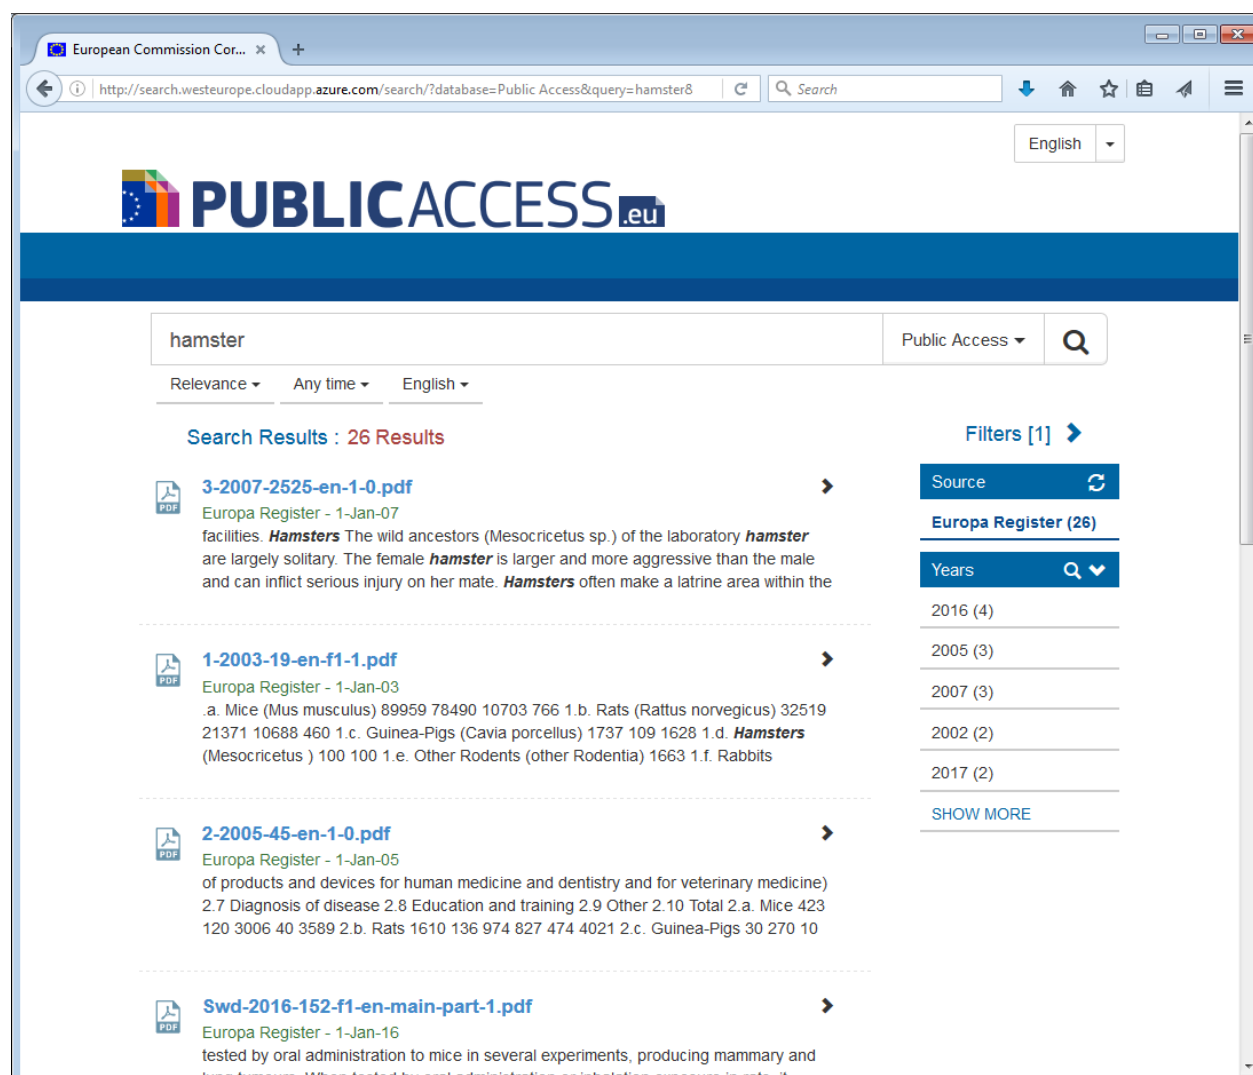 European Commission Cor... × +
http://search.westeurope.cloudapp.azure.com/search/?database=Public Access&query=hamster& Search
English
PUBLICACCESS.eu
hamster Public Access
Relevance Any time English
Search Results : 26 Results
Filters [1]
3-2007-2525-en-1-0.pdf
PDF
Europa Register - 1-Jan-07
facilities. Hamsters The wild ancestors (Mesocricetus sp.) of the laboratory hamster
are largely solitary. The female hamster is larger and more aggressive than the male
and can inflict serious injury on her mate. Hamsters often make a latrine area within the
1-2003-19-en-f1-1.pdf
PDF
Europa Register - 1-Jan-03
.a. Mice (Mus musculus) 89959 78490 10703 766 1.b. Rats (Rattus norvegicus) 32519
21371 10688 460 1.c. Guinea-Pigs (Cavia porcellus) 1737 109 1628 1.d. Hamsters
(Mesocricetus ) 100 100 1.e. Other Rodents (other Rodentia) 1663 1.f. Rabbits
2-2005-45-en-1-0.pdf
PDF
Europa Register - 1-Jan-05
of products and devices for human medicine and dentistry and for veterinary medicine)
2.7 Diagnosis of disease 2.8 Education and training 2.9 Other 2.10 Total 2.a. Mice 423
120 3006 40 3589 2.b. Rats 1610 136 974 827 474 4021 2.c. Guinea-Pigs 30 270 10
Swd-2016-152-f1-en-main-part-1.pdf
PDF
Europa Register - 1-Jan-16
tested by oral administration to mice in several experiments, producing mammary and
Source
Europa Register (26)
Years
2016 (4)
2005 (3)
2007 (3)
2002 (2)
2017 (2)
SHOW MORE